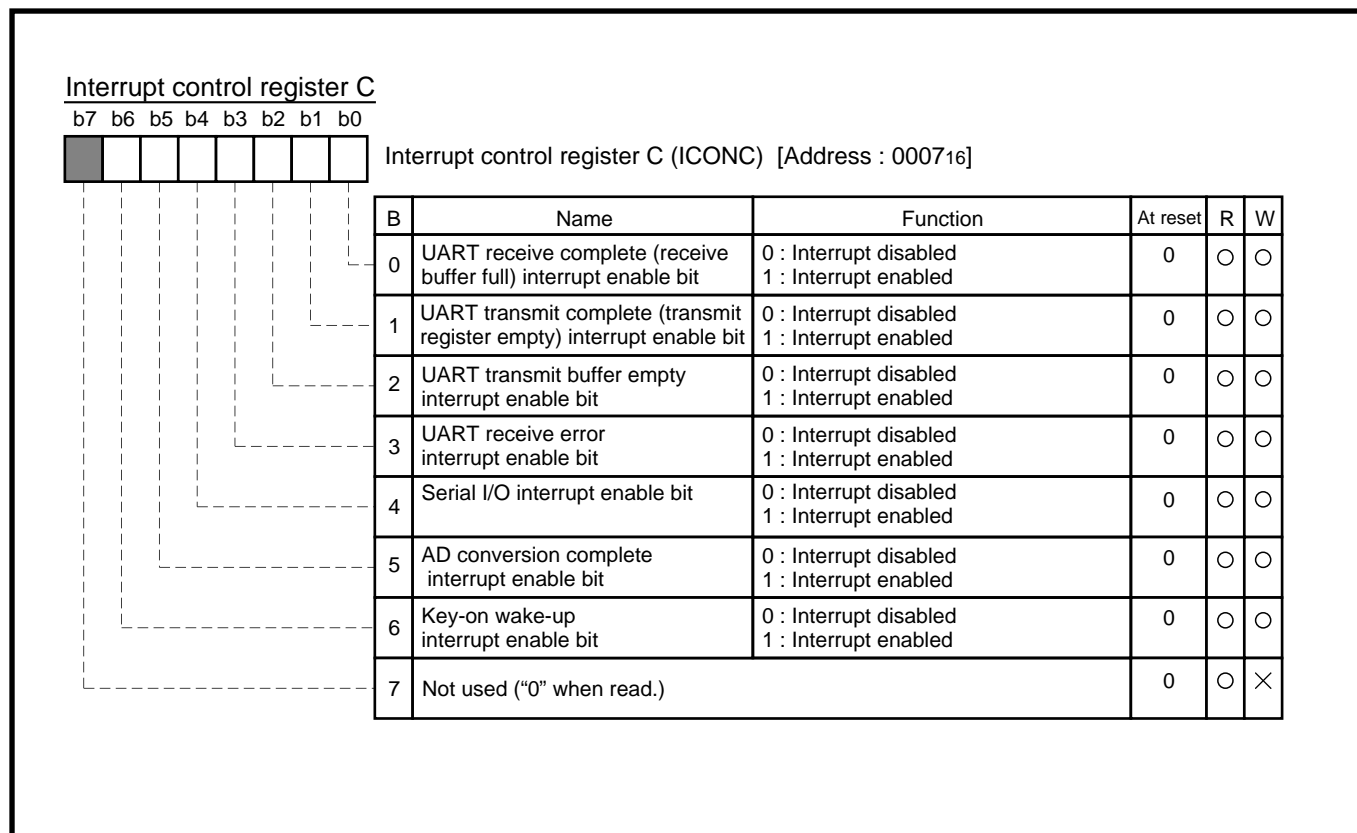 Interrupt control register C
b7 b6 b5 b4 b3 b2 b1 b0
Interrupt control register C (ICONC) [Address : 000716]
B Name Function At reset R W
0 UART receive complete (receive buffer full) interrupt enable bit 0 : Interrupt disabled 1 : Interrupt enabled 0 ○ ○
1 UART transmit complete (transmit register empty) interrupt enable bit 0 : Interrupt disabled 1 : Interrupt enabled 0 ○ ○
2 UART transmit buffer empty interrupt enable bit 0 : Interrupt disabled 1 : Interrupt enabled 0 ○ ○
3 UART receive error interrupt enable bit 0 : Interrupt disabled 1 : Interrupt enabled 0 ○ ○
4 Serial I/O interrupt enable bit 0 : Interrupt disabled 1 : Interrupt enabled 0 ○ ○
5 AD conversion complete interrupt enable bit 0 : Interrupt disabled 1 : Interrupt enabled 0 ○ ○
6 Key-on wake-up interrupt enable bit 0 : Interrupt disabled 1 : Interrupt enabled 0 ○ ○
7 Not used (“0” when read.) 0 ○ ×